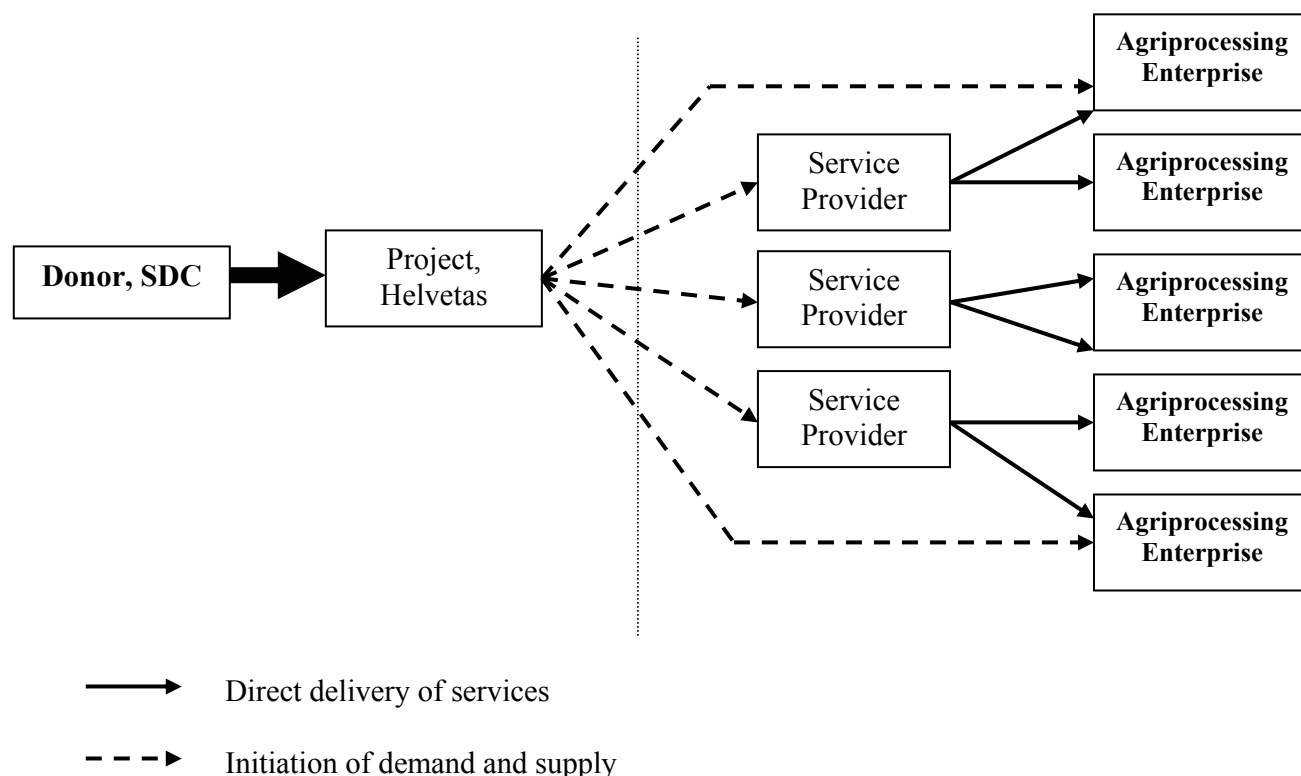 Agriprocessing
Enterprise
Service
Provider
Agriprocessing
Enterprise
Donor, SDC
Project,
Helvetas
Service
Provider
Agriprocessing
Enterprise
Service
Provider
Agriprocessing
Enterprise
Agriprocessing
Enterprise
Direct delivery of services
Initiation of demand and supply